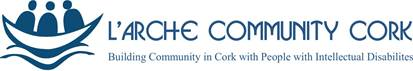 L'ARCHE COMMUNITY CORK
Building Community in Cork with People with Intellectual Disabilites